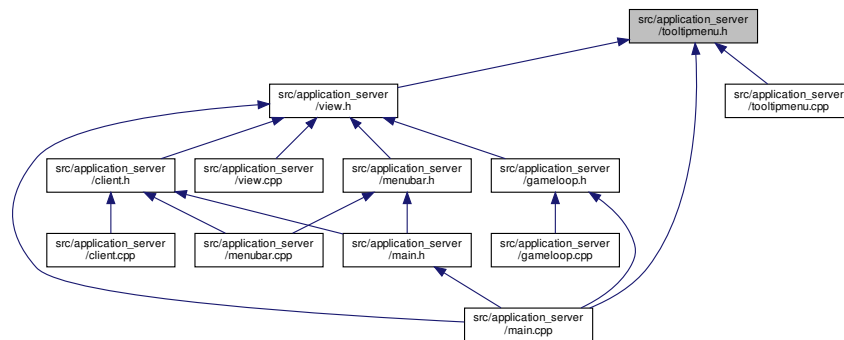 src/application_server
/tooltipmenu.h
src/application_server
/view.h
src/application_server
/tooltipmenu.cpp
src/application_server
/client.h
src/application_server
/view.cpp
src/application_server
/menubar.h
src/application_server
/gameloop.h
src/application_server
/client.cpp
src/application_server
/menubar.cpp
src/application_server
/main.h
src/application_server
/gameloop.cpp
src/application_server
/main.cpp